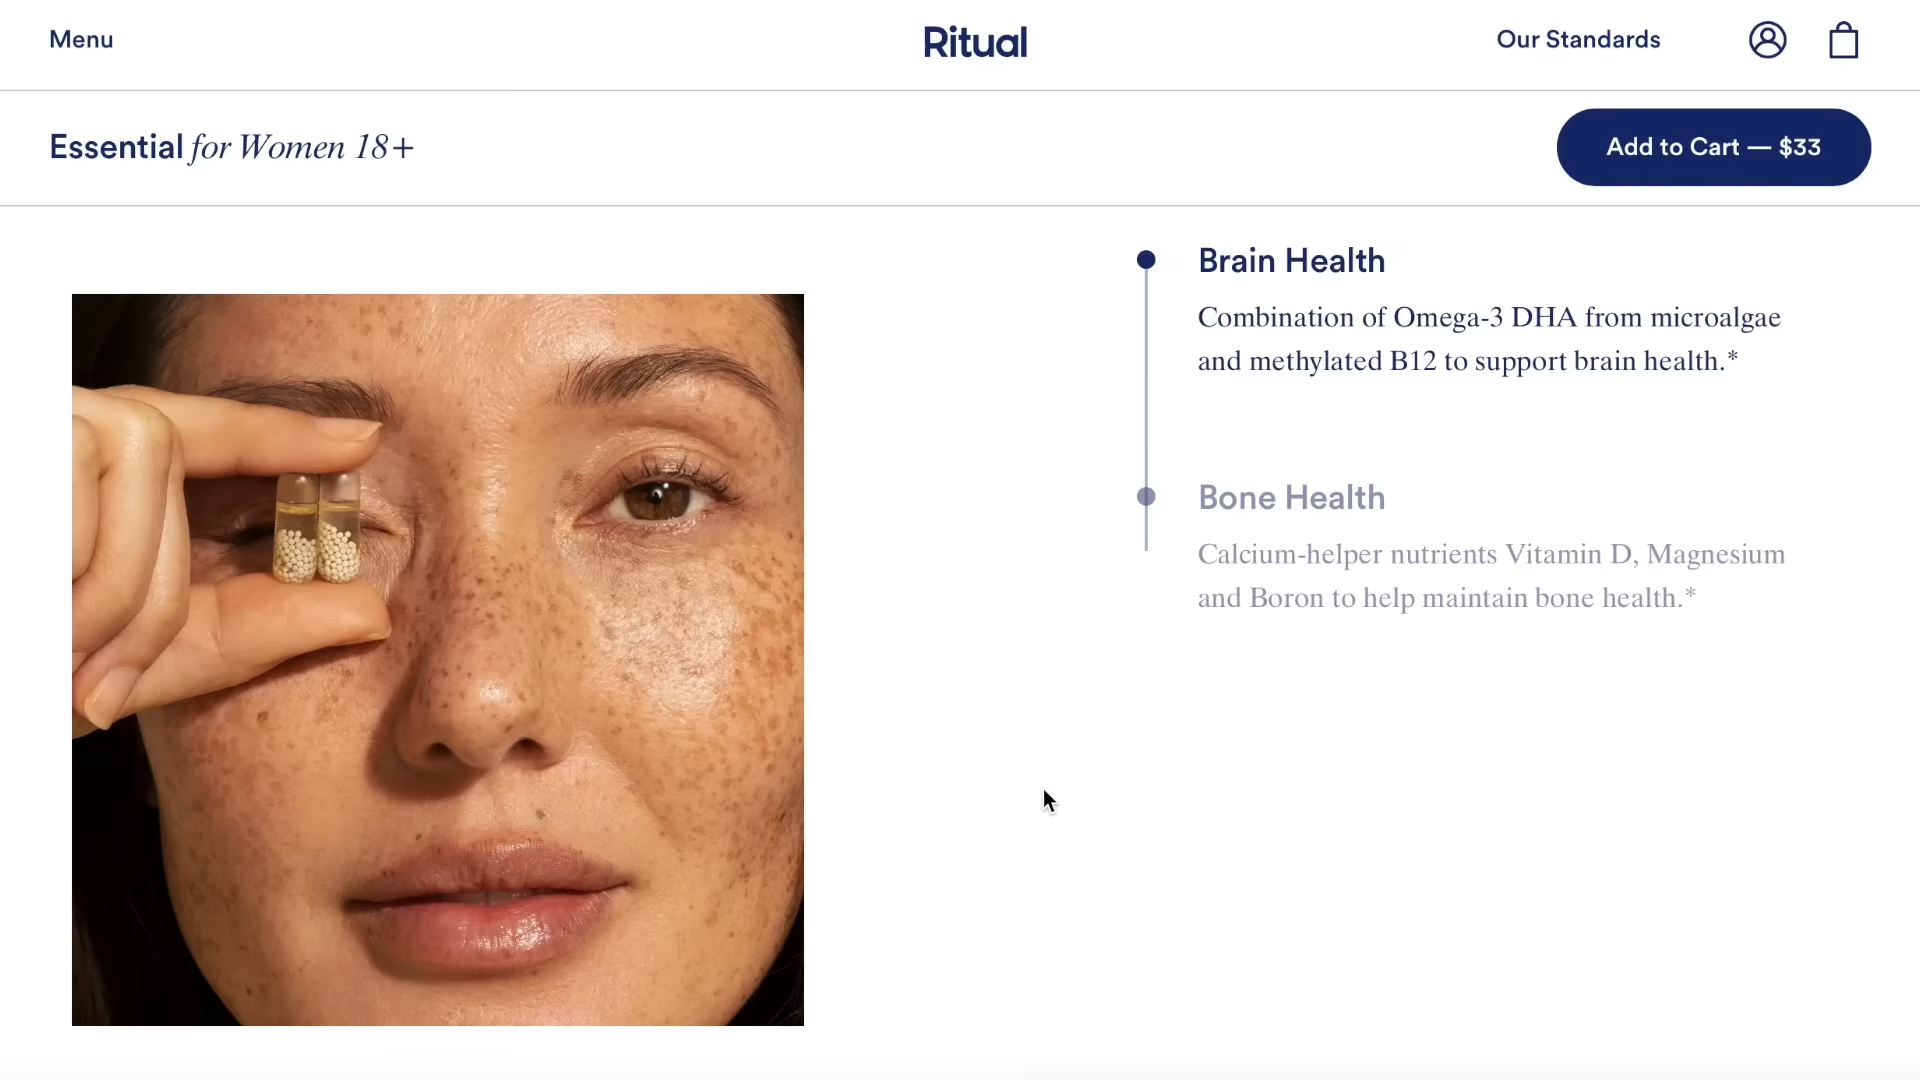 Menu
Ritual
Our Standards
Essential for Women 18+
Add to Cart — $33
Brain Health
Combination of Omega-3 DHA from microalgae
and methylated B12 to support brain health.*
Bone Health
Calcium-helper nutrients Vitamin D, Magnesium
and Boron to help maintain bone health.*